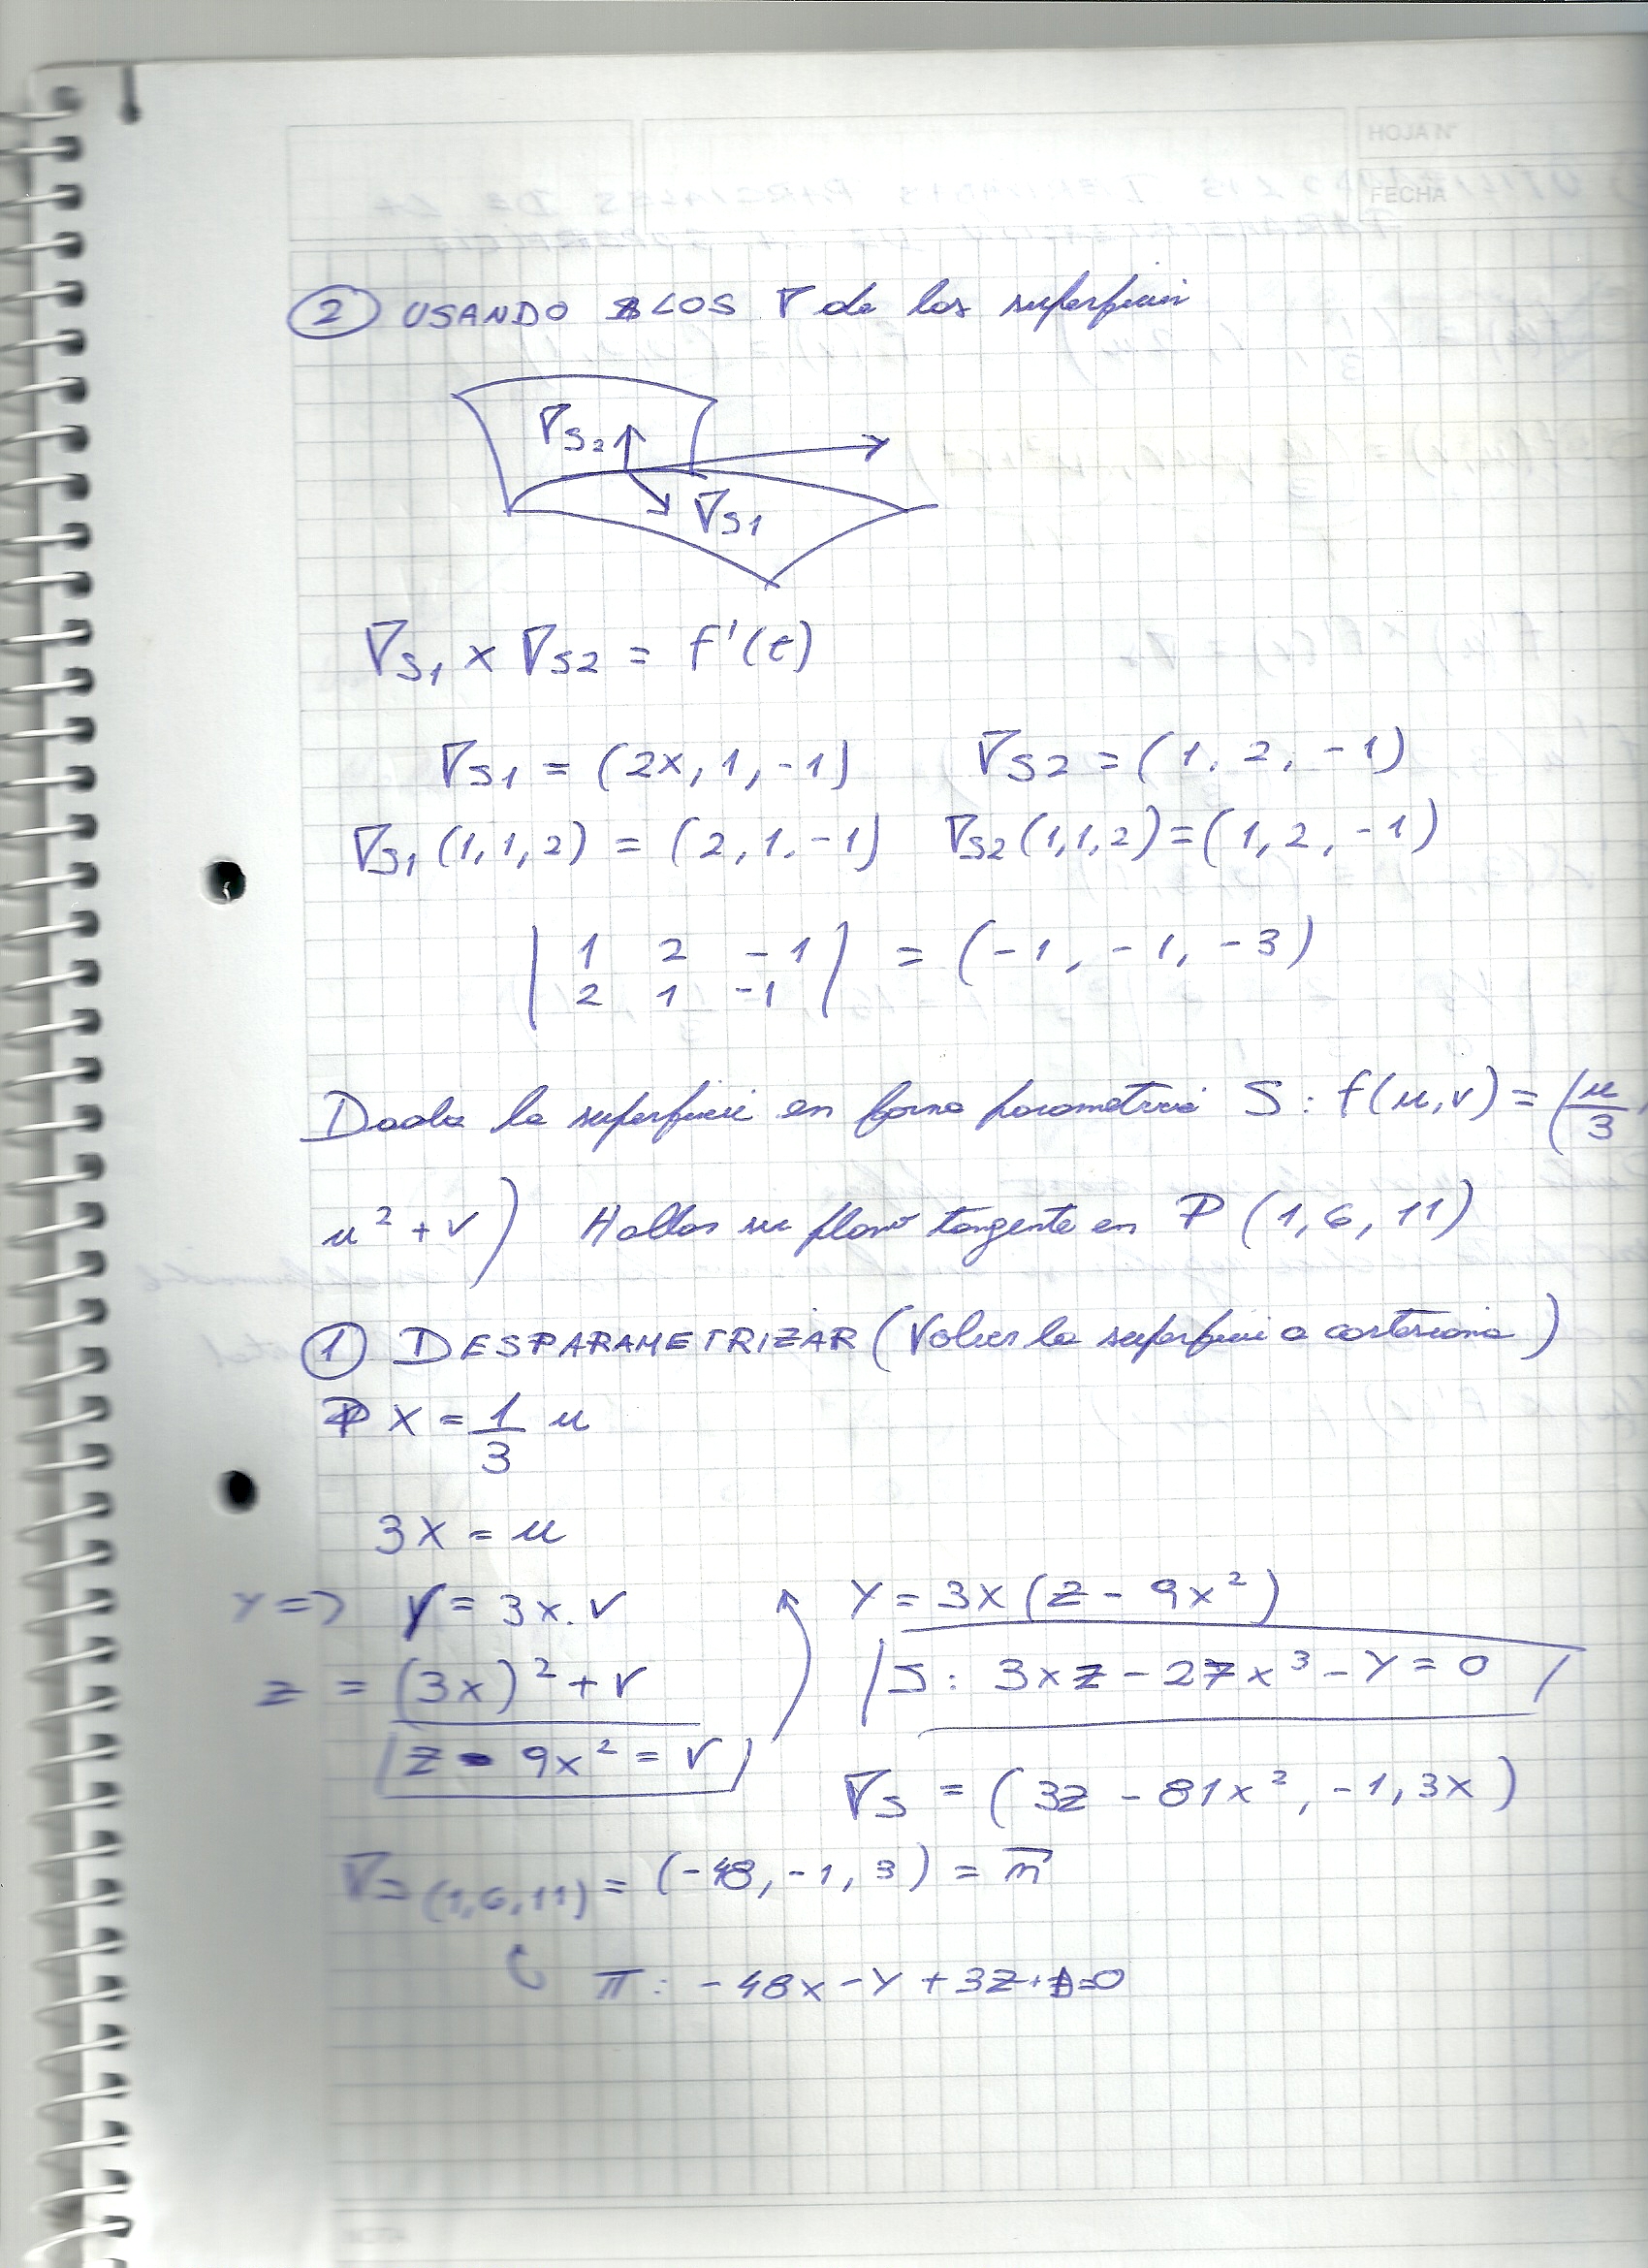 HOJA N°
FECHA
② USANDO LOS ∇ de las superficies
∇S2
∇S1
∇S1 x ∇S2 = f'(t)
∇S1 = (2x, 1, -1) ∇S2 = (1, 2, -1)
∇S1 (1,1,2) = (2, 1, -1) ∇S2 (1,1,2) = (1, 2, -1)
| 1 2 -1 | = (-1, -1, -3)
2 1 -1
Dada la superficie en forma parametrica S : f(u,v) = (u/3,
u² + v) Hallar su plano tangente en P (1, 6, 11)
① DESPARAMETRIZAR (Volver la superficie a cartesiana)
X = 1/3 u
3X = u
Y => Y = 3x.v
z = (3x)² + v
z - 9x² = v
Y = 3x (z - 9x²)
S : 3xz - 27x³ - Y = 0
∇S = (3z - 81x², -1, 3x)
∇S (1,6,11) = (-48, -1, 3) = n⃗
π : -48x - Y + 3z + D = 0